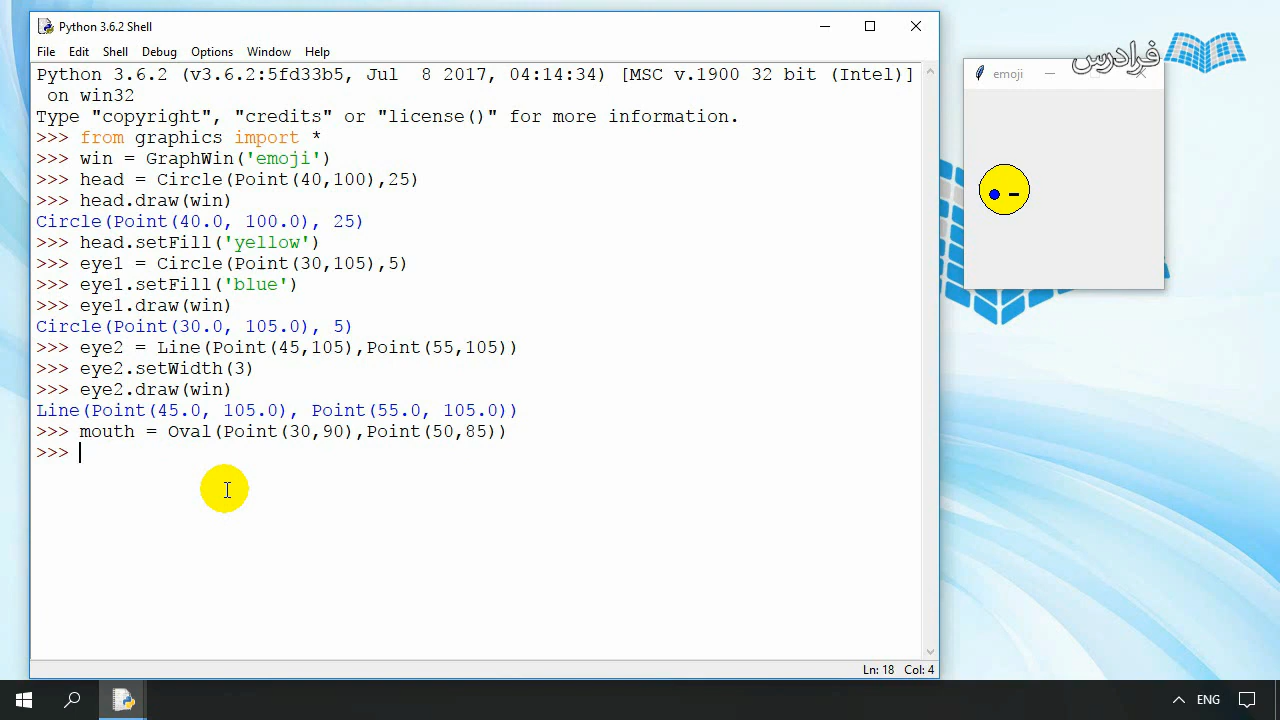 Python 3.6.2 Shell
File Edit Shell Debug Options Window Help
Python 3.6.2 (v3.6.2:5fd33b5, Jul  8 2017, 04:14:34) [MSC v.1900 32 bit (Intel)]
 on win32
Type "copyright", "credits" or "license()" for more information.
>>> from graphics import *
>>> win = GraphWin('emoji')
>>> head = Circle(Point(40,100),25)
>>> head.draw(win)
Circle(Point(40.0, 100.0), 25)
>>> head.setFill('yellow')
>>> eye1 = Circle(Point(30,105),5)
>>> eye1.setFill('blue')
>>> eye1.draw(win)
Circle(Point(30.0, 105.0), 5)
>>> eye2 = Line(Point(45,105),Point(55,105))
>>> eye2.setWidth(3)
>>> eye2.draw(win)
Line(Point(45.0, 105.0), Point(55.0, 105.0))
>>> mouth = Oval(Point(30,90),Point(50,85))
>>>
Ln: 18 Col: 4
فرادرس
emoji
ENG